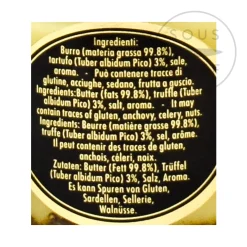 SOUS
Ingredienti:
Burro (materia grassa 99.8%),
tartufo (Tuber albidum Pico) 3%, sale,
aroma. - Può contenere tracce di
glutine, acciughe, sedano, frutta a guscio.
Ingredients:Butter (fats 99.8%), truffle (Tuber
albidum Pico) 3%, salt, aroma. - It may
contain traces of gluten, anchovy, celery, nuts.
Ingredients: Beurre (matière grasse 99.8%),
truffe (Tuber albidum Pico) 3%, sel, arôme.
Il peut contenir des traces de gluten,
anchais, céleri, noix.
Zutaten: Butter (Fett 99.8%), Trüffel
(Tuber albidum Pico) 3%, Salz, Aroma.
Es kann Spuren von Gluten,
Sardellen, Sellerie,
Walnüsse.